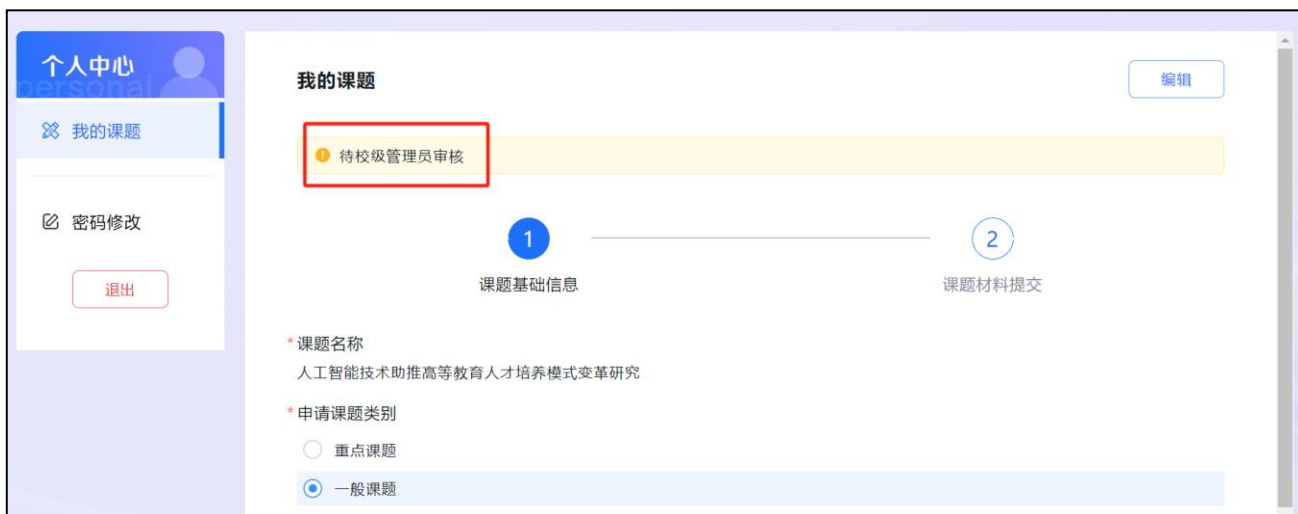 个人中心
personal
我的课题
密码修改
退出
我的课题
编辑
待校级管理员审核
1
2
课题基础信息
课题材料提交
*课题名称
人工智能技术助推高等教育人才培养模式变革研究
*申请课题类别
重点课题
一般课题